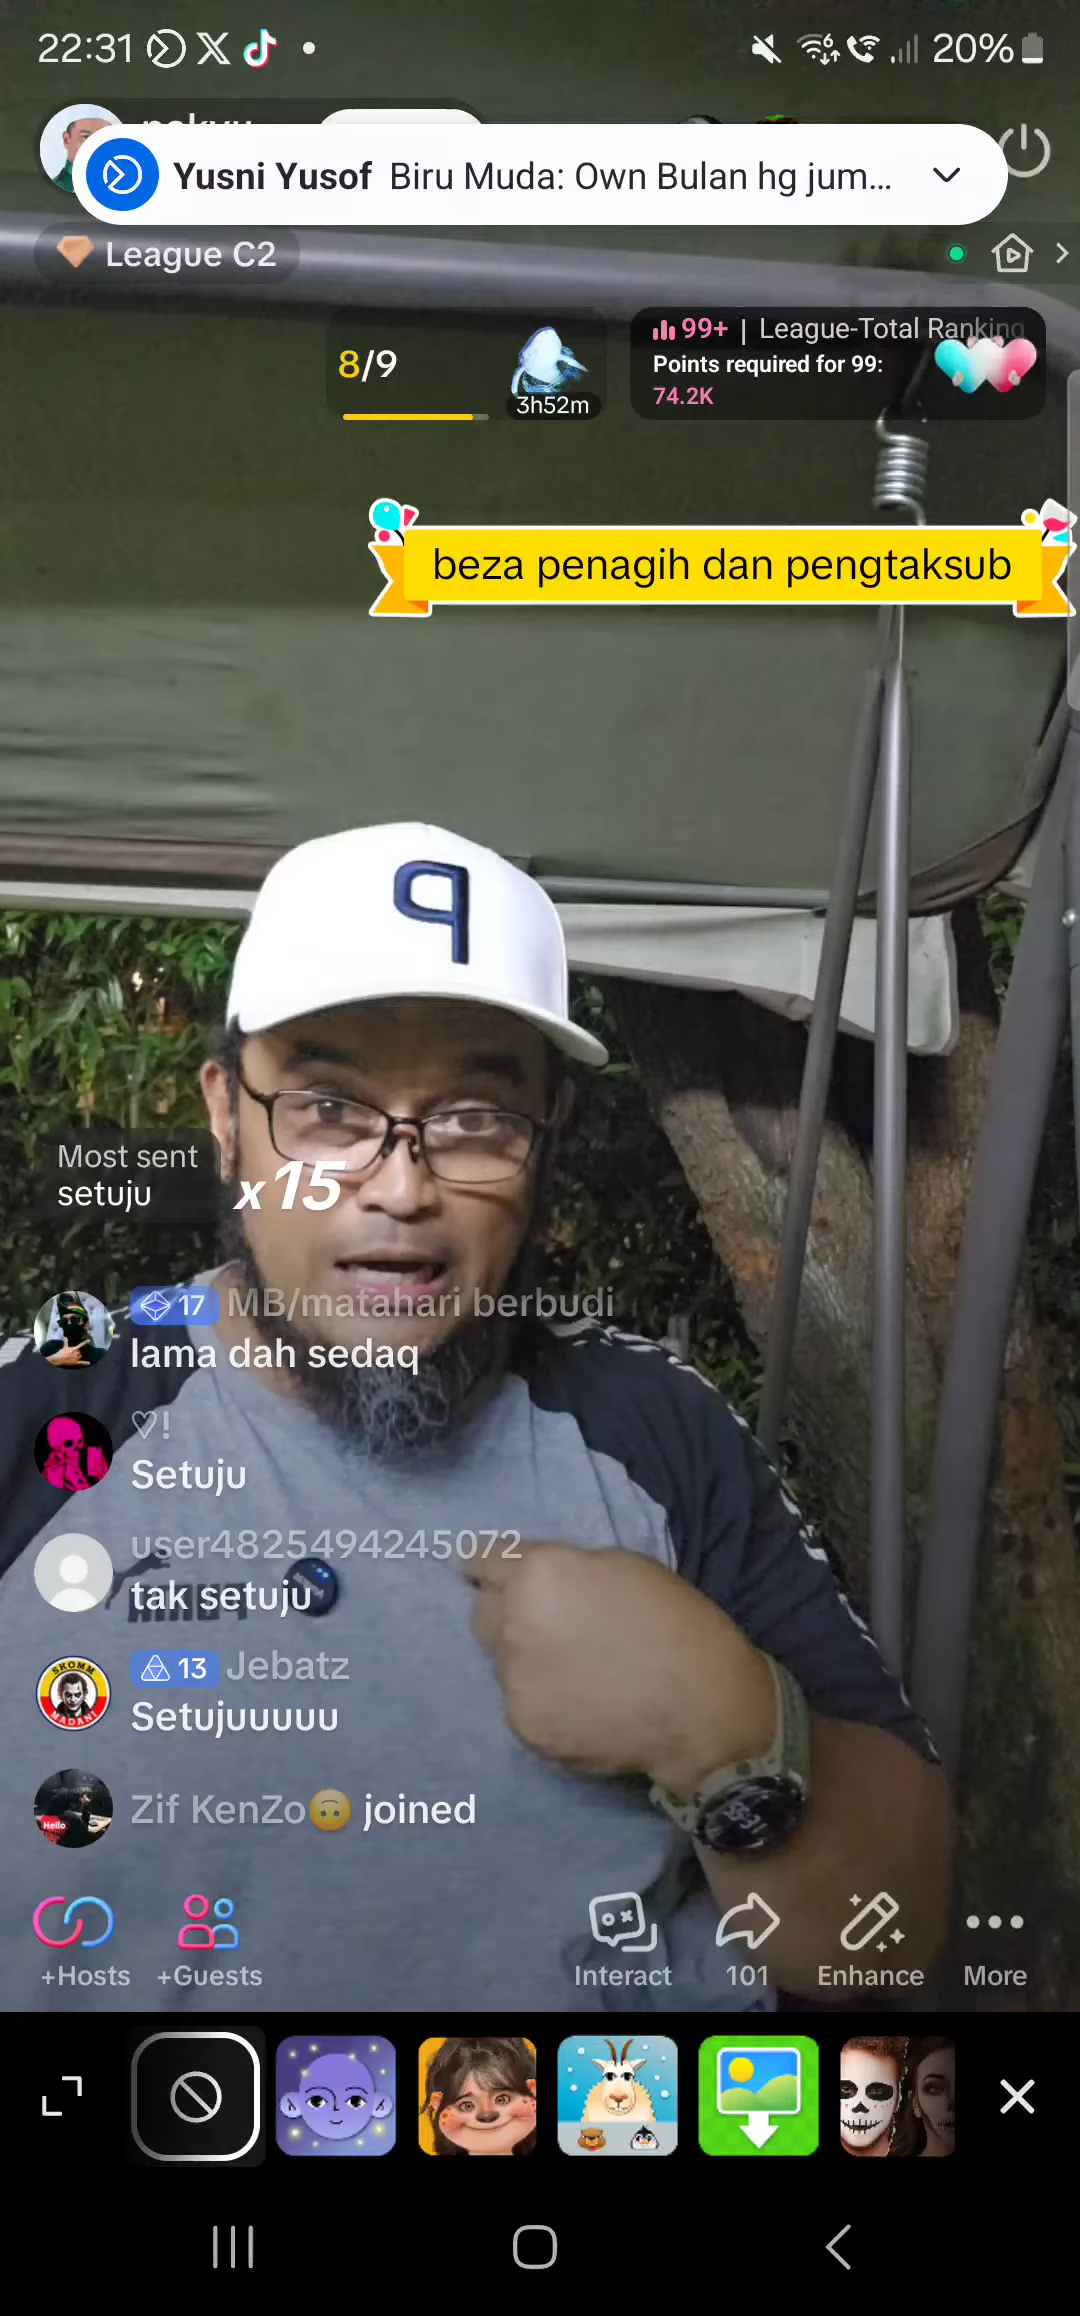 22:31
20%
Yusni Yusof Biru Muda: Own Bulan hg jum...
League C2
8/9
3h52m
99+ | League-Total Ranking
Points required for 99:
74.2K
beza penagih dan pengtaksub
Most sent
setuju
x15
17 MB/matahari berbudi
lama dah sedaq
♡!
Setuju
user4825494245072
tak setuju
13 Jebatz
Setujuuuuu
SKOMM
MADANI
Zif KenZo🙃 joined
Hello
+Hosts
+Guests
Interact
101
Enhance
More